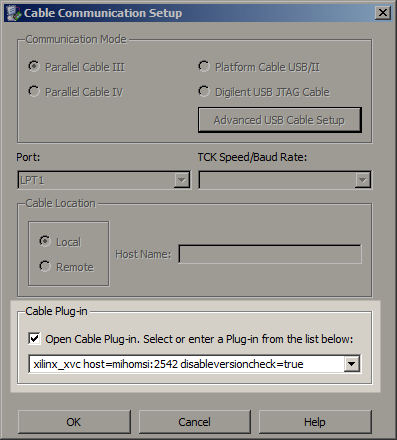 Cable Communication Setup
Communication Mode
Parallel Cable III
Platform Cable USB/II
Parallel Cable IV
Digilent USB JTAG Cable
Advanced USB Cable Setup
Port:
TCK Speed/Baud Rate:
LPT1
Cable Location
Local
Host Name:
Remote
Cable Plug-in
Open Cable Plug-in. Select or enter a Plug-in from the list below:
xilinx_xvc host=mihomsi:2542 disableversioncheck=true
OK
Cancel
Help